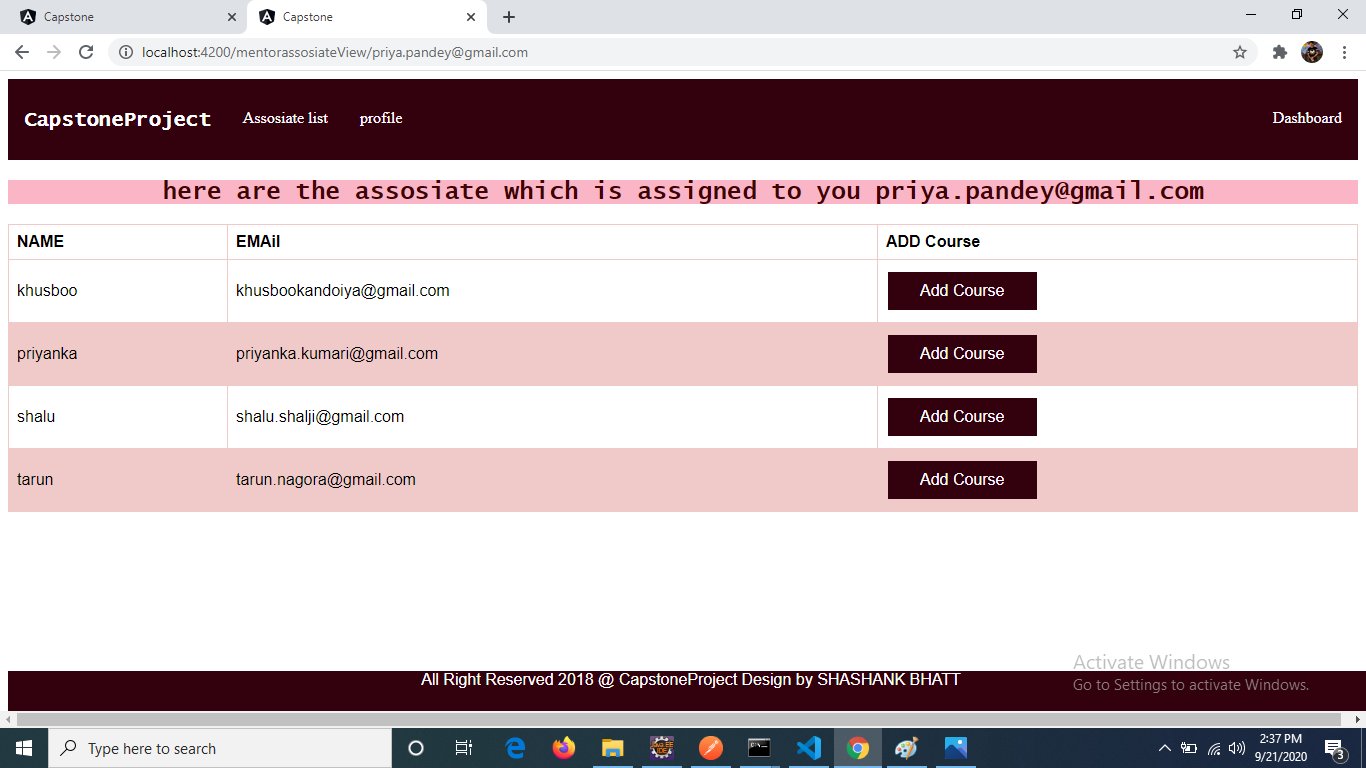 Capstone
Capstone
localhost:4200/mentorassosiateView/priya.pandey@gmail.com
CapstoneProject Assosiate list profile Dashboard
here are the assosiate which is assigned to you priya.pandey@gmail.com
NAME EMAil ADD Course
khusboo khusbookandoiya@gmail.com Add Course
priyanka priyanka.kumari@gmail.com Add Course
shalu shalu.shalji@gmail.com Add Course
tarun tarun.nagora@gmail.com Add Course
All Right Reserved 2018 @ CapstoneProject Design by SHASHANK BHATT
Activate Windows
Go to Settings to activate Windows.
Type here to search
2:37 PM
9/21/2020
3